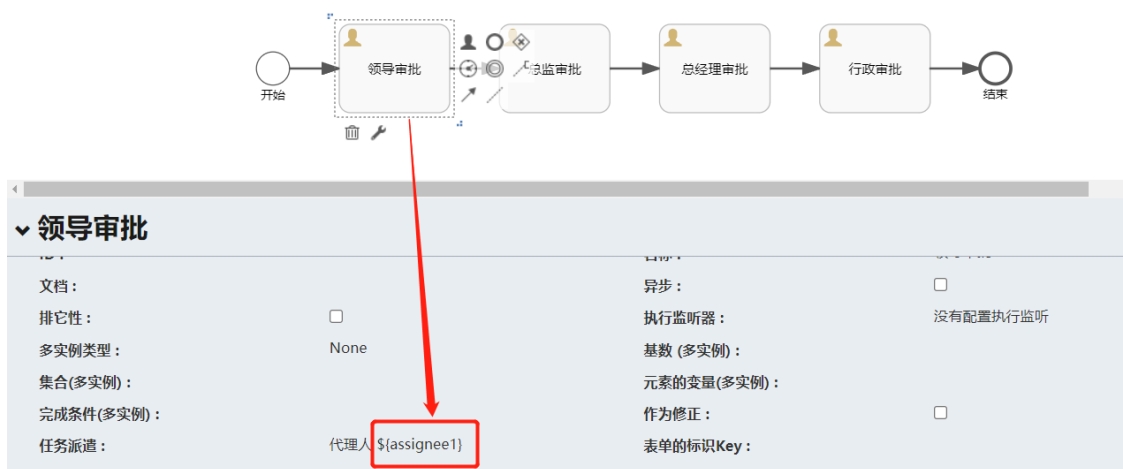 领导审批
总监审批
总经理审批
行政审批
开始
结束
领导审批
文档：
异步：
排它性：
执行监听器：
没有配置执行监听
多实例类型：
None
基数 (多实例)：
集合(多实例)：
元素的变量(多实例)：
完成条件(多实例)：
作为修正：
任务派遣：
代理人 ${assignee1}
表单的标识Key：